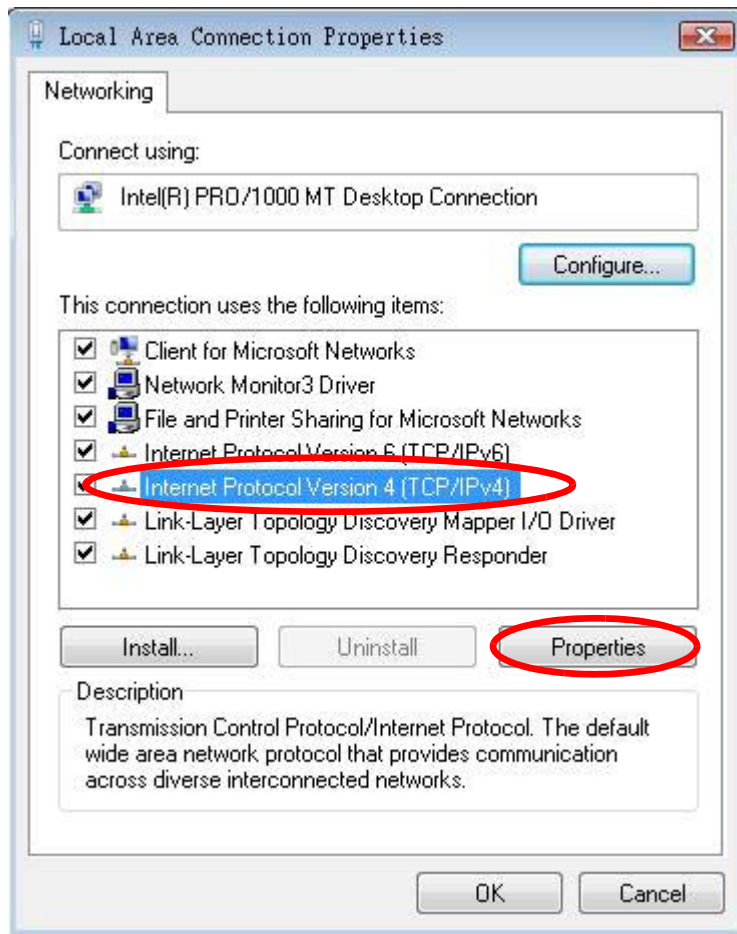 Local Area Connection Properties
Networking
Connect using:
Intel(R) PRO/1000 MT Desktop Connection
Configure...
This connection uses the following items:
Client for Microsoft Networks
Network Monitor3 Driver
File and Printer Sharing for Microsoft Networks
Internet Protocol Version 6 (TCP/IPv6)
Internet Protocol Version 4 (TCP/IPv4)
Link-Layer Topology Discovery Mapper I/O Driver
Link-Layer Topology Discovery Responder
Install... Uninstall Properties
Description
Transmission Control Protocol/Internet Protocol. The default
wide area network protocol that provides communication
across diverse interconnected networks.
OK Cancel